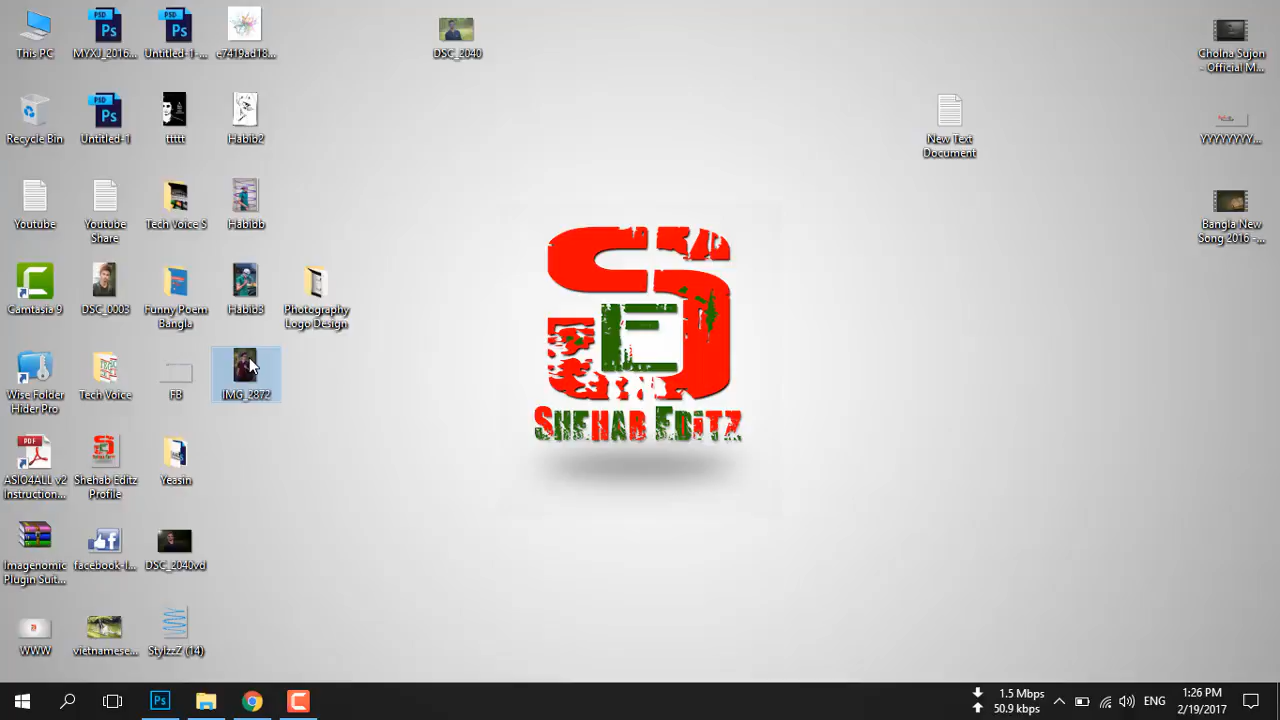 This PC
MYXJ_2016...
Untitled-1-...
e7419ad18...
DSC_2040
Cholna Sujon
- Official M...
Recycle Bin
Untitled-1
ttttt
Habib2
New Text
Document
YYYYYYY...
Youtube
Youtube
Share
Tech Voice S
Habibb
Bangla New
Song 2016 -...
Camtasia 9
DSC_0003
Funny Poem
Bangla
Habib3
Photography
Logo Design
Wise Folder
Hider Pro
Tech Voice
FB
IMG_2872
SHEHAB EDiTZ
ASIO4ALL v2
Instruction...
Shehab Editz
Profile
Yeasin
Imagenomic
Plugin Suit...
facebook-l...
DSC_2040vd
WWW
vietnamese...
StylzzZ (14)
1.5 Mbps
50.9 kbps
ENG
1:26 PM
2/19/2017